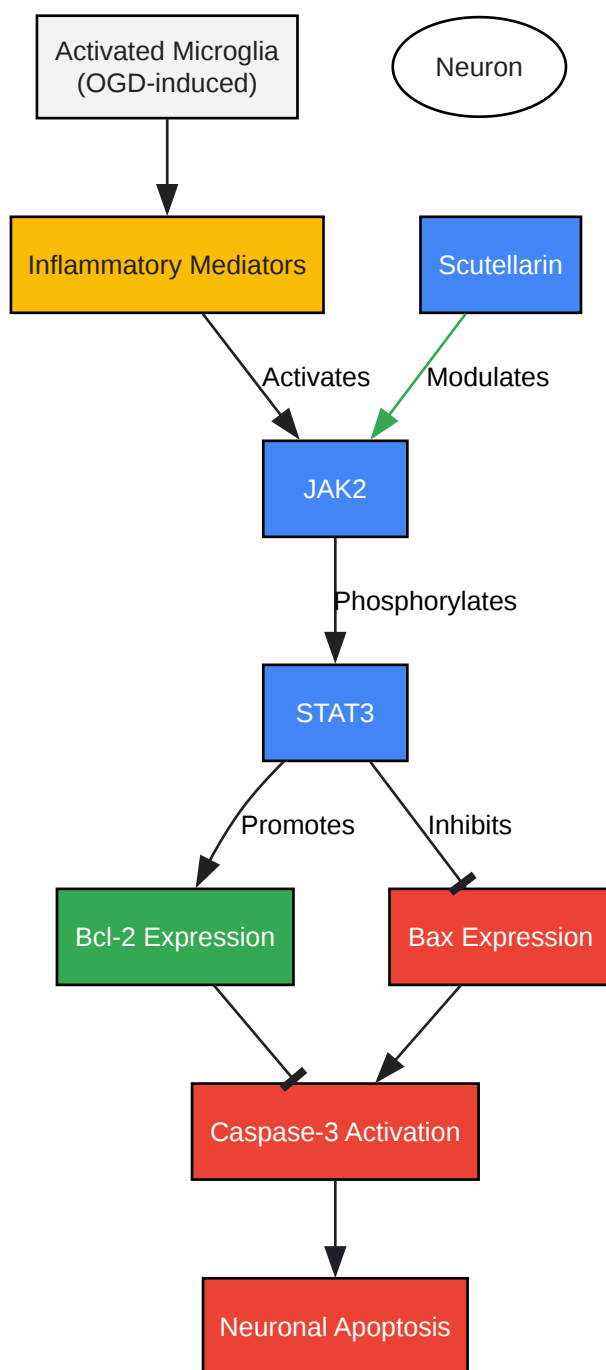 Activated Microglia
(OGD-induced)
Neuron
Inflammatory Mediators
Scutellarin
Activates
Modulates
JAK2
Phosphorylates
STAT3
Promotes
Inhibits
Bcl-2 Expression
Bax Expression
Caspase-3 Activation
Neuronal Apoptosis